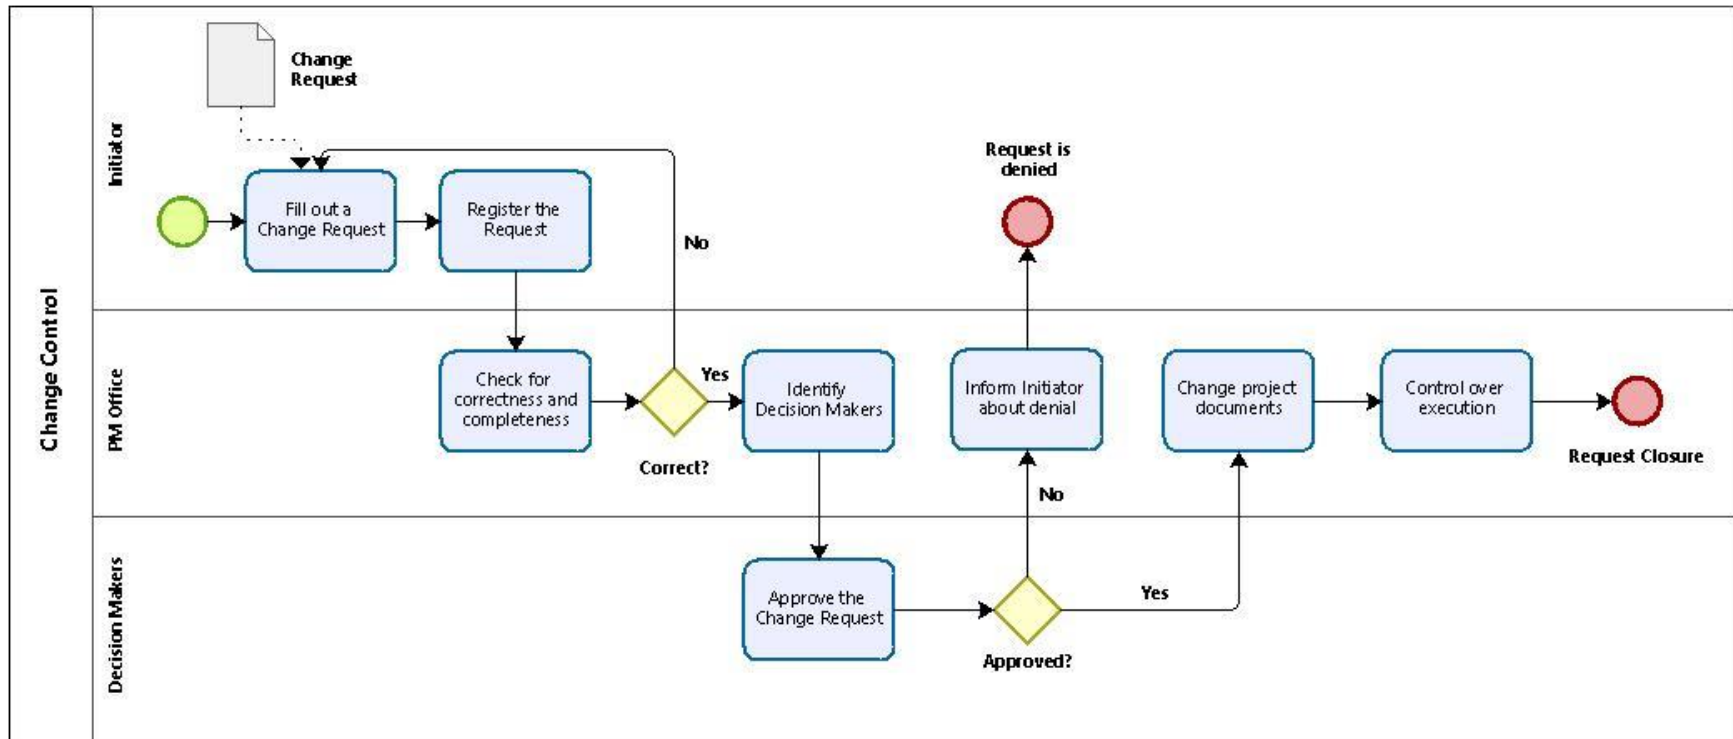 Change Control
Initiator
Change
Request
Fill out a
Change Request
Register the
Request
No
Request is
denied
PM Office
Check for
correctness and
completeness
Correct?
Yes
Identify
Decision Makers
Inform Initiator
about denial
No
Change project
documents
Control over
execution
Request Closure
Decision Makers
Approve the
Change Request
Approved?
Yes